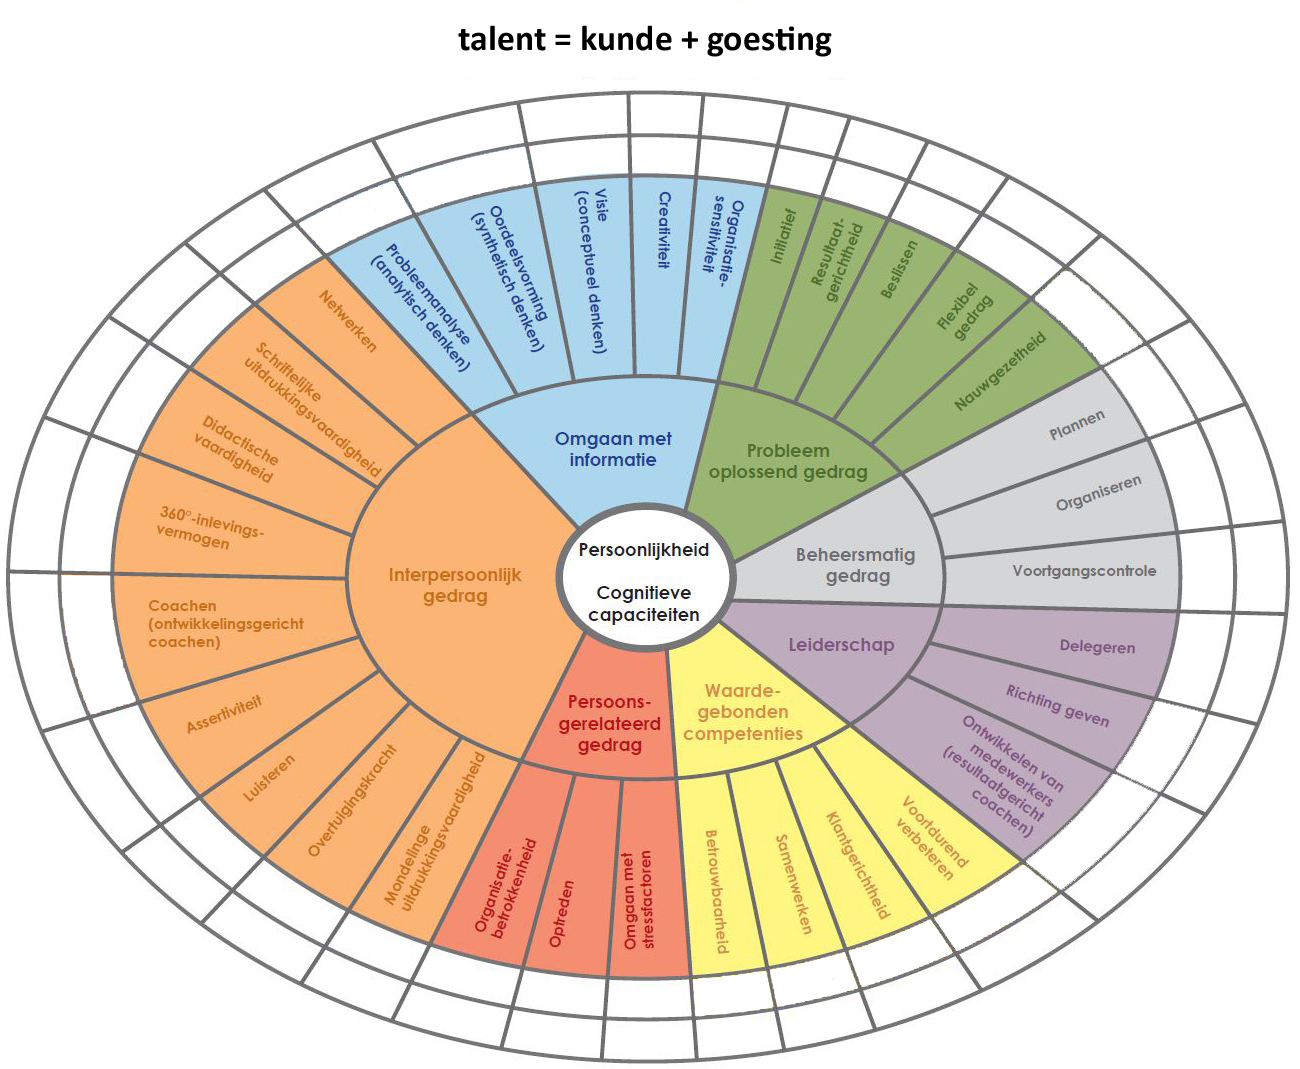 talent = kunde + goesting
Persoonlijkheid
Cognitieve
capaciteiten
Omgaan met
informatie
Probleemanalyse
(analytisch denken)
Oordeelsvorming
(synthetisch denken)
Visie
(conceptueel denken)
Creativiteit
Organisatie-
sensitiviteit
Probleem
oplossend gedrag
Initiatief
Resultaat-
gerichtheid
Beslissen
Flexibel
gedrag
Nauwgezetheid
Beheersmatig
gedrag
Plannen
Organiseren
Voortgangscontrole
Leiderschap
Delegeren
Richting geven
Ontwikkelen van
medewerkers
(resultaatgericht
coachen)
Waarde-
gebonden
competenties
Voortdurend
verbeteren
Klantgerichtheid
Samenwerken
Betrouwbaarheid
Persoons-
gerelateerd
gedrag
Omgaan met
stressfactoren
Optreden
Organisatie-
betrokkenheid
Interpersoonlijk
gedrag
Mondelinge
uitdrukkingsvaardigheid
Overtuigingskracht
Luisteren
Assertiviteit
Coachen
(ontwikkelingsgericht
coachen)
360°-inlevings-
vermogen
Didactische
vaardigheid
Schriftelijke
uitdrukkingsvaardigheid
Netwerken